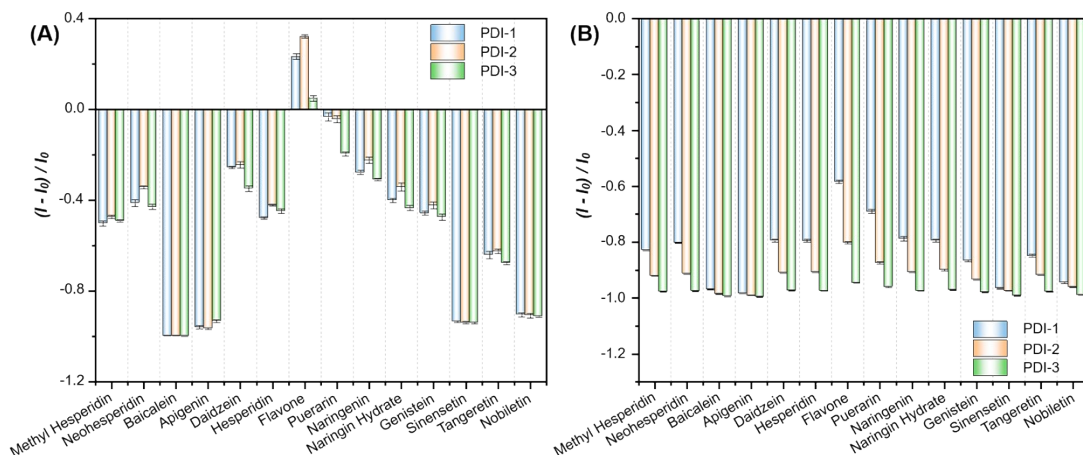 (A)
PDI-1
PDI-2
PDI-3
(I - I0) / I0
0.4
0.0
-0.4
-0.8
-1.2
Methyl Hesperidin
Neohesperidin
Baicalein
Apigenin
Daidzein
Hesperidin
Flavone
Puerarin
Naringenin
Naringin Hydrate
Genistein
Sinensetin
Tangeretin
Nobiletin
(B)
PDI-1
PDI-2
PDI-3
(I - I0) / I0
0.0
-0.2
-0.4
-0.6
-0.8
-1.0
-1.2
Methyl Hesperidin
Neohesperidin
Baicalein
Apigenin
Daidzein
Hesperidin
Flavone
Puerarin
Naringenin
Naringin Hydrate
Genistein
Sinensetin
Tangeretin
Nobiletin